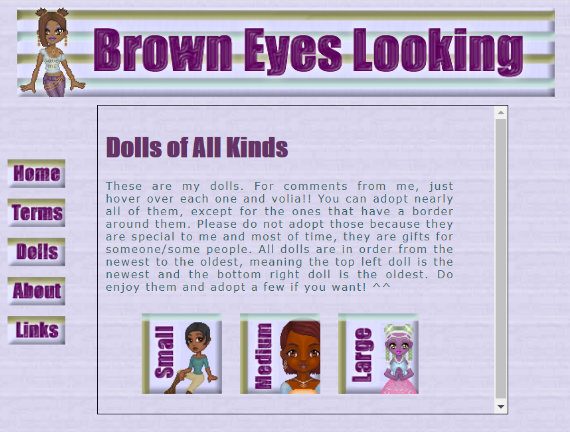 Brown Eyes Looking
Dolls of All Kinds
Home
Terms
Dolls
About
Links
These are my dolls. For comments from me, just
hover over each one and volia!! You can adopt nearly
all of them, except for the ones that have a border
around them. Please do not adopt those because they
are special to me and most of time, they are gifts for
someone/some people. All dolls are in order from the
newest to the oldest, meaning the top left doll is the
newest and the bottom right doll is the oldest. Do
enjoy them and adopt a few if you want! ^^
Small
Medium
Large